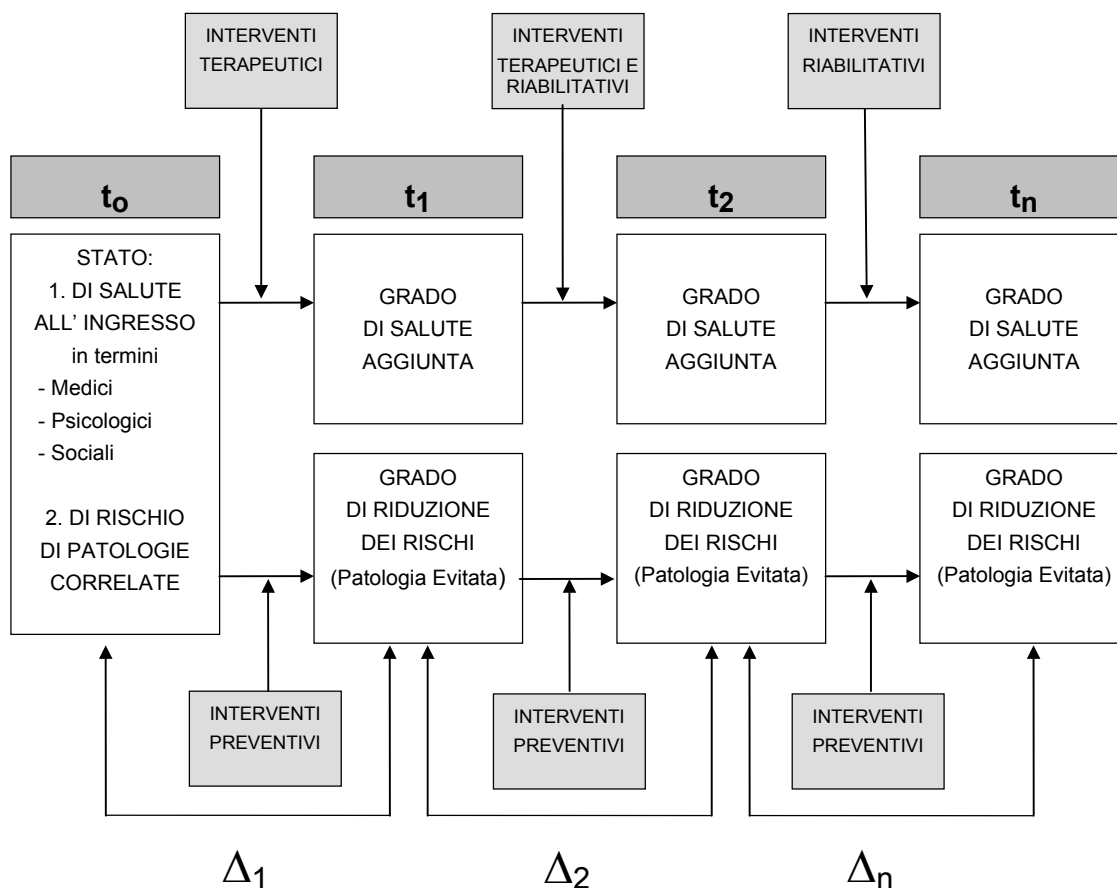 INTERVENTI
TERAPEUTICI
INTERVENTI
TERAPEUTICI E
RIABILITATIVI
INTERVENTI
RIABILITATIVI
to
t1
t2
tn
STATO:
1. DI SALUTE
ALL' INGRESSO
in termini
- Medici
- Psicologici
- Sociali
2. DI RISCHIO
DI PATOLOGIE
CORRELATE
GRADO
DI SALUTE
AGGIUNTA
GRADO
DI SALUTE
AGGIUNTA
GRADO
DI SALUTE
AGGIUNTA
GRADO
DI RIDUZIONE
DEI RISCHI
(Patologia Evitata)
GRADO
DI RIDUZIONE
DEI RISCHI
(Patologia Evitata)
GRADO
DI RIDUZIONE
DEI RISCHI
(Patologia Evitata)
INTERVENTI
PREVENTIVI
INTERVENTI
PREVENTIVI
INTERVENTI
PREVENTIVI
Δ1
Δ2
Δn